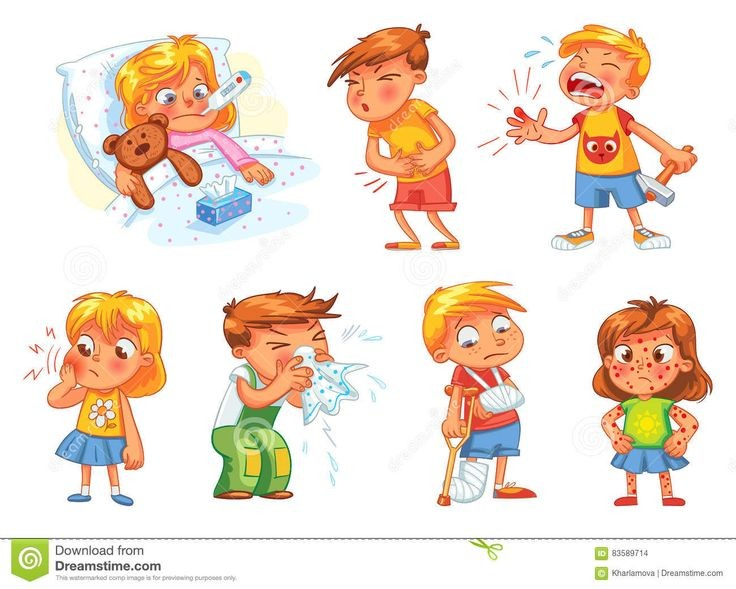 Download from
Dreamstime.com
This watermarked comp image is for previewing purposes only.
ID 83589714
© Kharlamova | Dreamstime.com